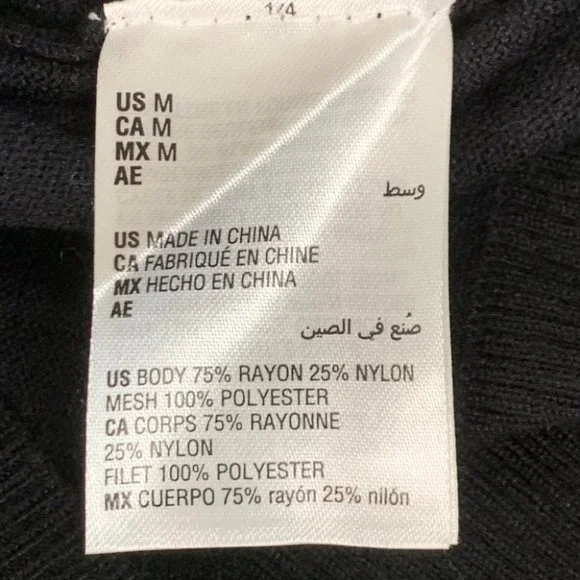 1/4
US M
CA M
MX M
AE
وسط
US MADE IN CHINA
CA FABRIQUÉ EN CHINE
MX HECHO EN CHINA
AE
صُنع في الصين
US BODY 75% RAYON 25% NYLON
MESH 100% POLYESTER
CA CORPS 75% RAYONNE
25% NYLON
FILET 100% POLYESTER
MX CUERPO 75% rayón 25% nilón